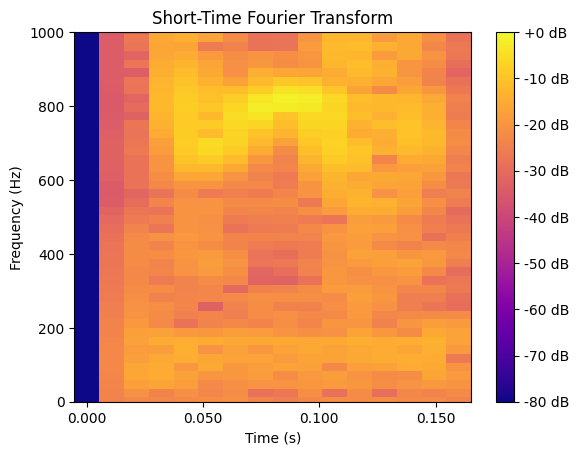 Short-Time Fourier Transform
Frequency (Hz)
1000
800
600
400
200
0
0.000
0.050
0.100
0.150
Time (s)
+0 dB
-10 dB
-20 dB
-30 dB
-40 dB
-50 dB
-60 dB
-70 dB
-80 dB